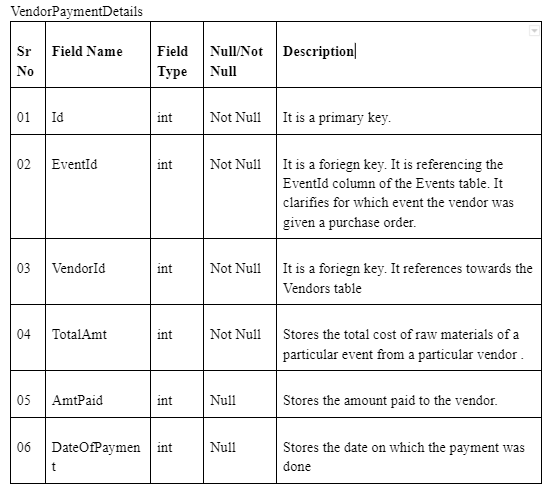 VendorPaymentDetails
Sr No Field Name Field Type Null/Not Null Description
01 Id int Not Null It is a primary key.
02 EventId int Not Null It is a foriegn key. It is referencing the
EventId column of the Events table. It
clarifies for which event the vendor was
given a purchase order.
03 VendorId int Not Null It is a foriegn key. It references towards the
Vendors table
04 TotalAmt int Not Null Stores the total cost of raw materials of a
particular event from a particular vendor .
05 AmtPaid int Null Stores the amount paid to the vendor.
06 DateOfPayment int Null Stores the date on which the payment was
done